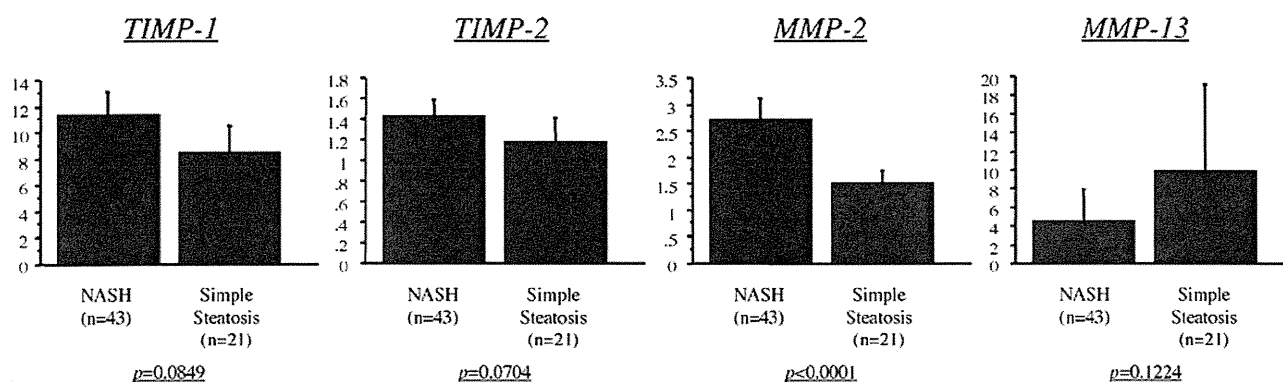 TIMP-1
14
12
10
8
6
4
2
0
NASH
(n=43)
Simple
Steatosis
(n=21)
p=0.0849
TIMP-2
1.8
1.6
1.4
1.2
1
.8
.6
.4
.2
0
NASH
(n=43)
Simple
Steatosis
(n=21)
p=0.0704
MMP-2
3.5
3
2.5
2
1.5
1
.5
0
NASH
(n=43)
Simple
Steatosis
(n=21)
p<0.0001
MMP-13
20
18
16
14
12
10
8
6
4
2
0
NASH
(n=43)
Simple
Steatosis
(n=21)
p=0.1224